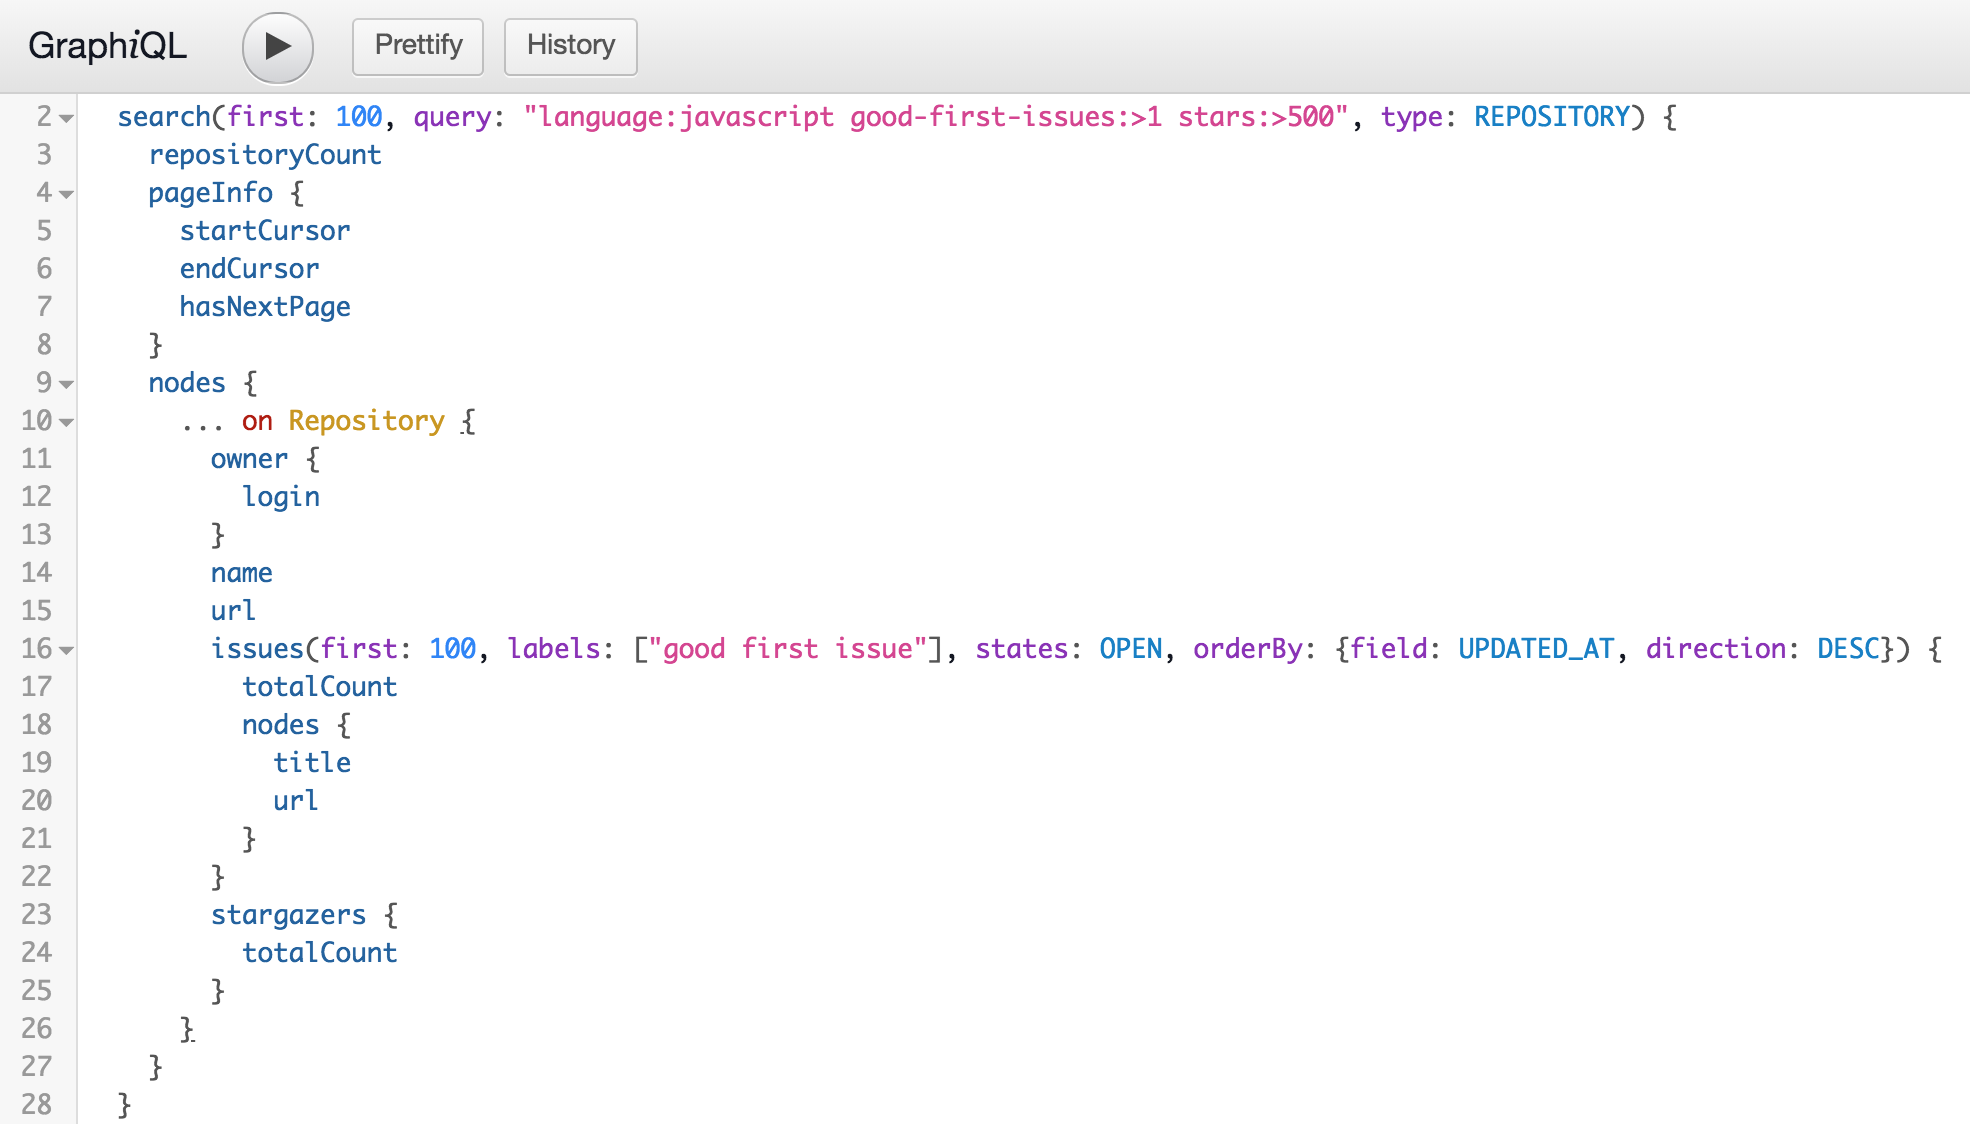 GraphiQL Prettify History
2 search(first: 100, query: "language:javascript good-first-issues:>1 stars:>500", type: REPOSITORY) {
3 repositoryCount
4 pageInfo {
5 startCursor
6 endCursor
7 hasNextPage
8 }
9 nodes {
10 ... on Repository {
11 owner {
12 login
13 }
14 name
15 url
16 issues(first: 100, labels: ["good first issue"], states: OPEN, orderBy: {field: UPDATED_AT, direction: DESC}) {
17 totalCount
18 nodes {
19 title
20 url
21 }
22 }
23 stargazers {
24 totalCount
25 }
26 }
27 }
28 }